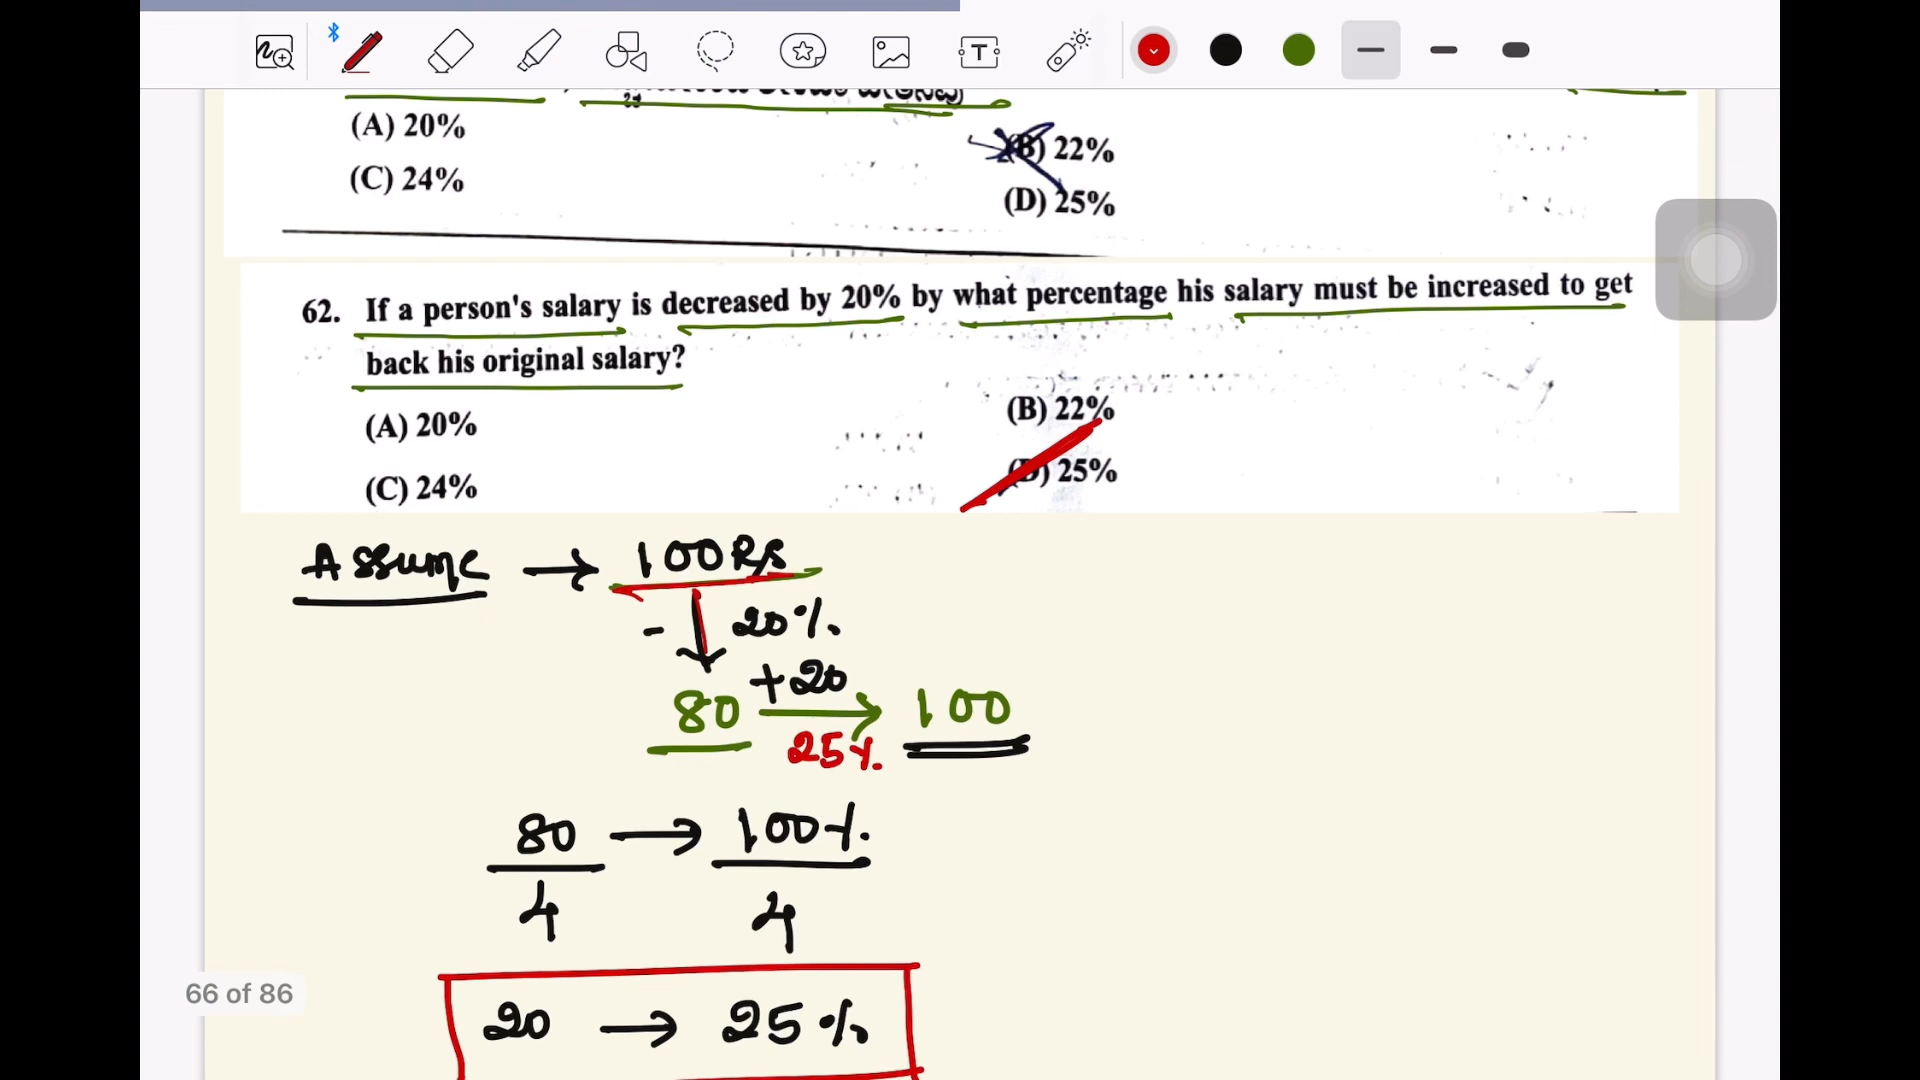 T
(A) 20%
(B) 22%
(C) 24%
(D) 25%
62. If a person's salary is decreased by 20% by what percentage his salary must be increased to get
back his original salary?
(A) 20%
(B) 22%
(C) 24%
(D) 25%
Assume → 100Rs
- 20%
+20
80 → 100
25%
80 → 100%
4 4
20 → 25%
66 of 86